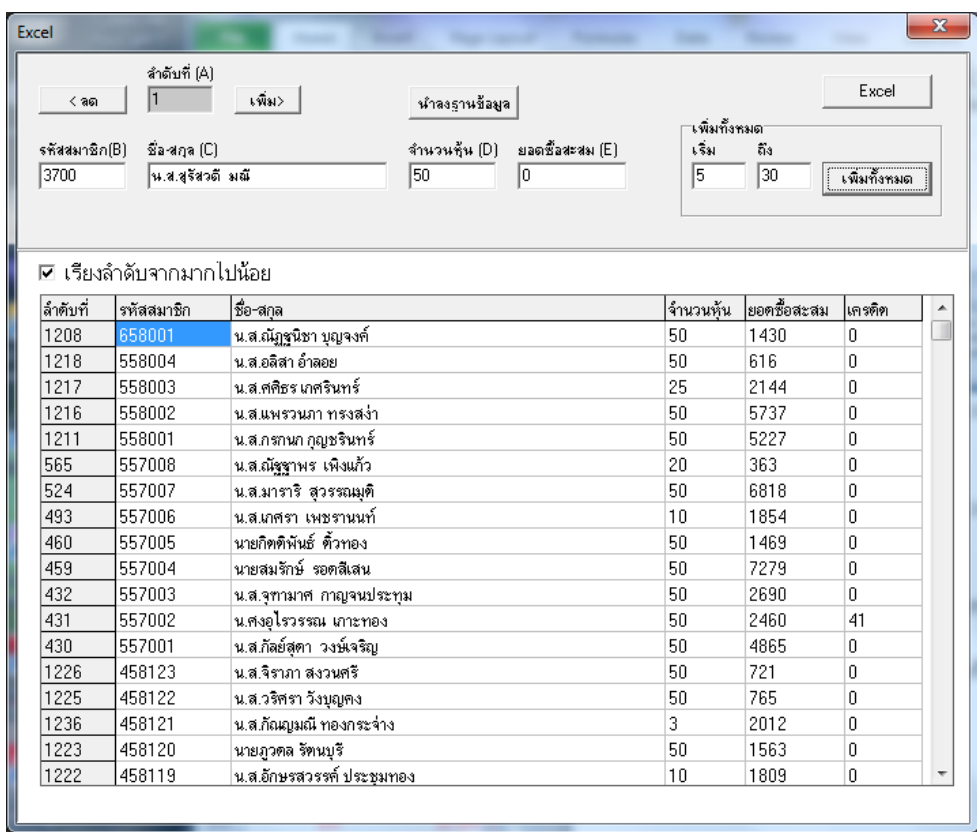 Excel
ลำดับที่ (A)
< ลด 1 เพิ่ม> นำลงฐานข้อมูล Excel
เพิ่มทั้งหมด
รหัสสมาชิก(B) ชื่อ-สกุล (C) จำนวนหุ้น (D) ยอดซื้อสะสม (E) เริ่ม ถึง
3700 น.ส.สุรัสวดี มณี 50 0 5 30 เพิ่มทั้งหมด
เรียงลำดับจากมากไปน้อย
ลำดับที่ รหัสสมาชิก ชื่อ-สกุล จำนวนหุ้น ยอดซื้อสะสม เครดิต
1208 658001 น.ส.ณัฏฐนิชา บุญจงค์ 50 1430 0
1218 558004 น.ส.อลิสา อำลอย 50 616 0
1217 558003 น.ส.ศศิธร เกศรินทร์ 25 2144 0
1216 558002 น.ส.แพรวนภา ทรงสง่า 50 5737 0
1211 558001 น.ส.กรกนก กุญชรินทร์ 50 5227 0
565 557008 น.ส.ณัฐฐาพร เพิงแก้ว 20 363 0
524 557007 น.ส.มาราริ สุวรรณมุติ 50 6818 0
493 557006 น.ส.เกศรา เพชรานนท์ 10 1854 0
460 557005 นายกิตติพันธ์ ติ้วทอง 50 1469 0
459 557004 นายสมรักษ์ รอตสีเสน 50 7279 0
432 557003 น.ส.จุฑามาศ กาญจนประทุม 50 2690 0
431 557002 น.ศงอุไรวรรณ เกาะทอง 50 2460 41
430 557001 น.ส.กัลย์สุดา วงษ์เจริญ 50 4865 0
1226 458123 น.ส.จิราภา สงวนศรี 50 721 0
1225 458122 น.ส.วริศรา วังบุญคง 50 765 0
1236 458121 น.ส.กัณญมณี ทองกระจ่าง 3 2012 0
1223 458120 นายภูวดล รัตนบุรี 50 1563 0
1222 458119 น.ส.อักษรสวรรค์ ประชุมทอง 10 1809 0